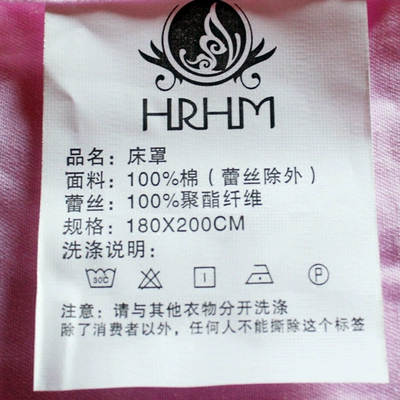 HRHM
品名：床罩
面料：100%棉（蕾丝除外）
蕾丝：100%聚酯纤维
规格：180X200CM
洗涤说明：
30C P
注意：请与其他衣物分开洗涤
除了消费者以外，任何人不能撕除这个标签